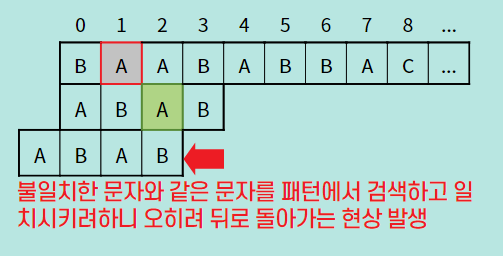 0 1 2 3 4 5 6 7 8 ...
B A A B A B B A C ...
A B A B
A B A B
불일치한 문자와 같은 문자를 패턴에서 검색하고 일
치시키려하니 오히려 뒤로 돌아가는 현상 발생